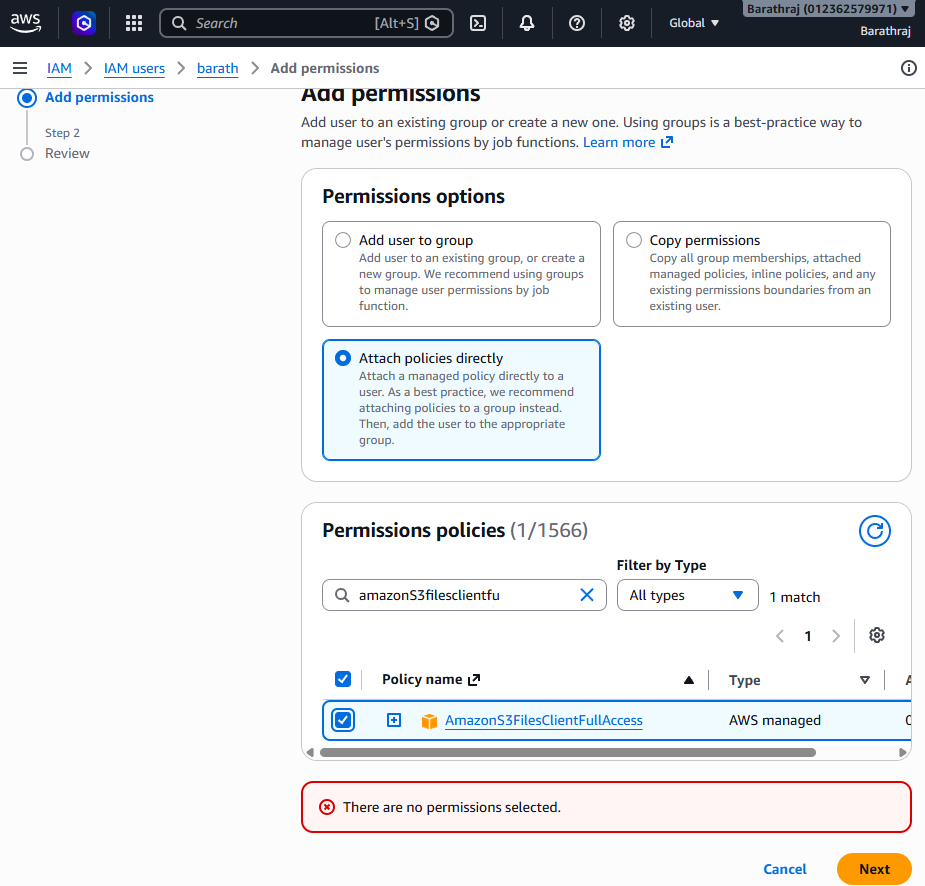 aws
Search
[Alt+S]
Global
Barathraj (012362579971)
Barathraj
IAM
IAM users
barath
Add permissions
Add permissions
Step 2
Review
Add permissions
Add user to an existing group or create a new one. Using groups is a best-practice way to
manage user's permissions by job functions. Learn more
Permissions options
Add user to group
Add user to an existing group, or create a
new group. We recommend using groups
to manage user permissions by job
function.
Copy permissions
Copy all group memberships, attached
managed policies, inline policies, and any
existing permissions boundaries from an
existing user.
Attach policies directly
Attach a managed policy directly to a
user. As a best practice, we recommend
attaching policies to a group instead.
Then, add the user to the appropriate
group.
Permissions policies (1/1566)
Filter by Type
amazonS3filesclientfu
All types
1 match
1
Policy name
Type
AmazonS3FilesClientFullAccess
AWS managed
There are no permissions selected.
Cancel
Next